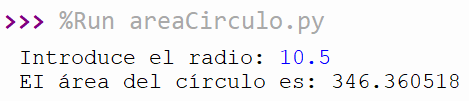 >>> %Run areaCirculo.py
Introduce el radio: 10.5
EI área del círculo es: 346.360518